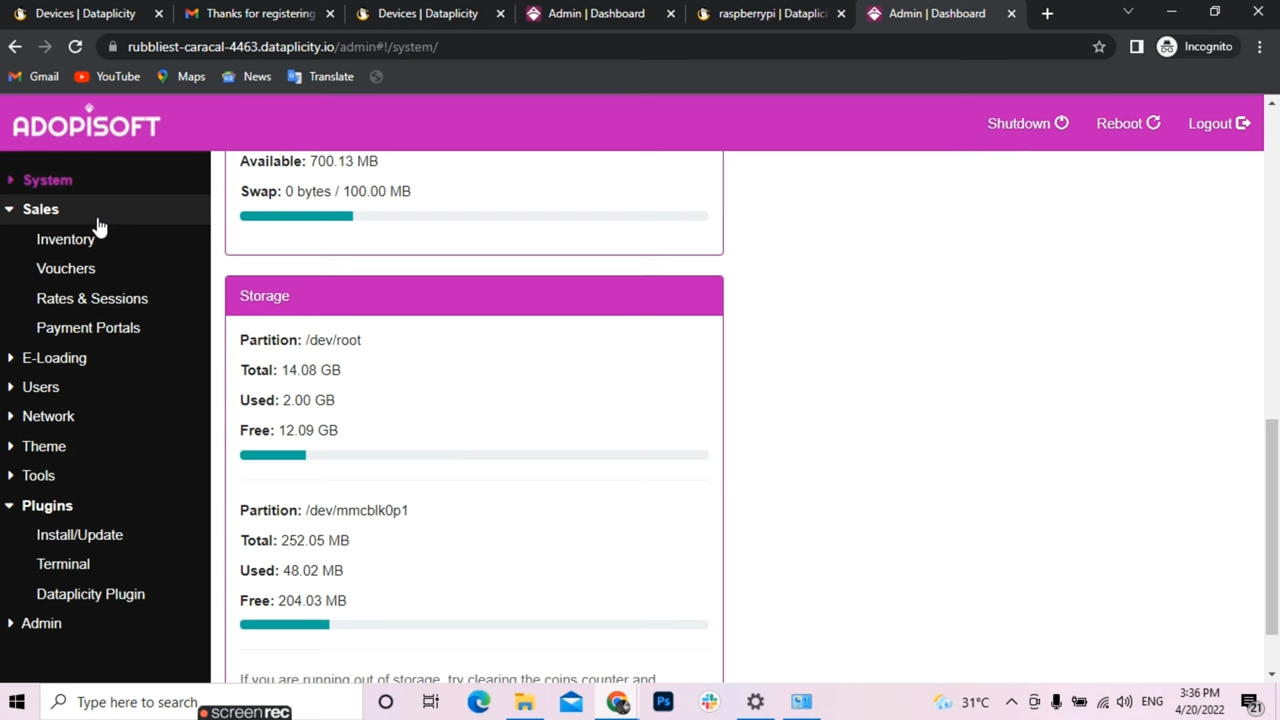 Devices | Dataplicity
Thanks for registering
Devices | Dataplicity
Admin | Dashboard
raspberrypi | Dataplici
Admin | Dashboard
rubbliest-caracal-4463.dataplicity.io/admin#!/system/
Incognito
Gmail
YouTube
Maps
News
Translate
ADOPISOFT
Shutdown
Reboot
Logout
System
Sales
Inventory
Vouchers
Rates & Sessions
Payment Portals
E-Loading
Users
Network
Theme
Tools
Plugins
Install/Update
Terminal
Dataplicity Plugin
Admin
Available: 700.13 MB
Swap: 0 bytes / 100.00 MB
Storage
Partition: /dev/root
Total: 14.08 GB
Used: 2.00 GB
Free: 12.09 GB
Partition: /dev/mmcblk0p1
Total: 252.05 MB
Used: 48.02 MB
Free: 204.03 MB
If you are running out of storage, try clearing the coins counter and
Type here to search
screenrec
Ps
31°C
ENG
3:36 PM
4/20/2022
21